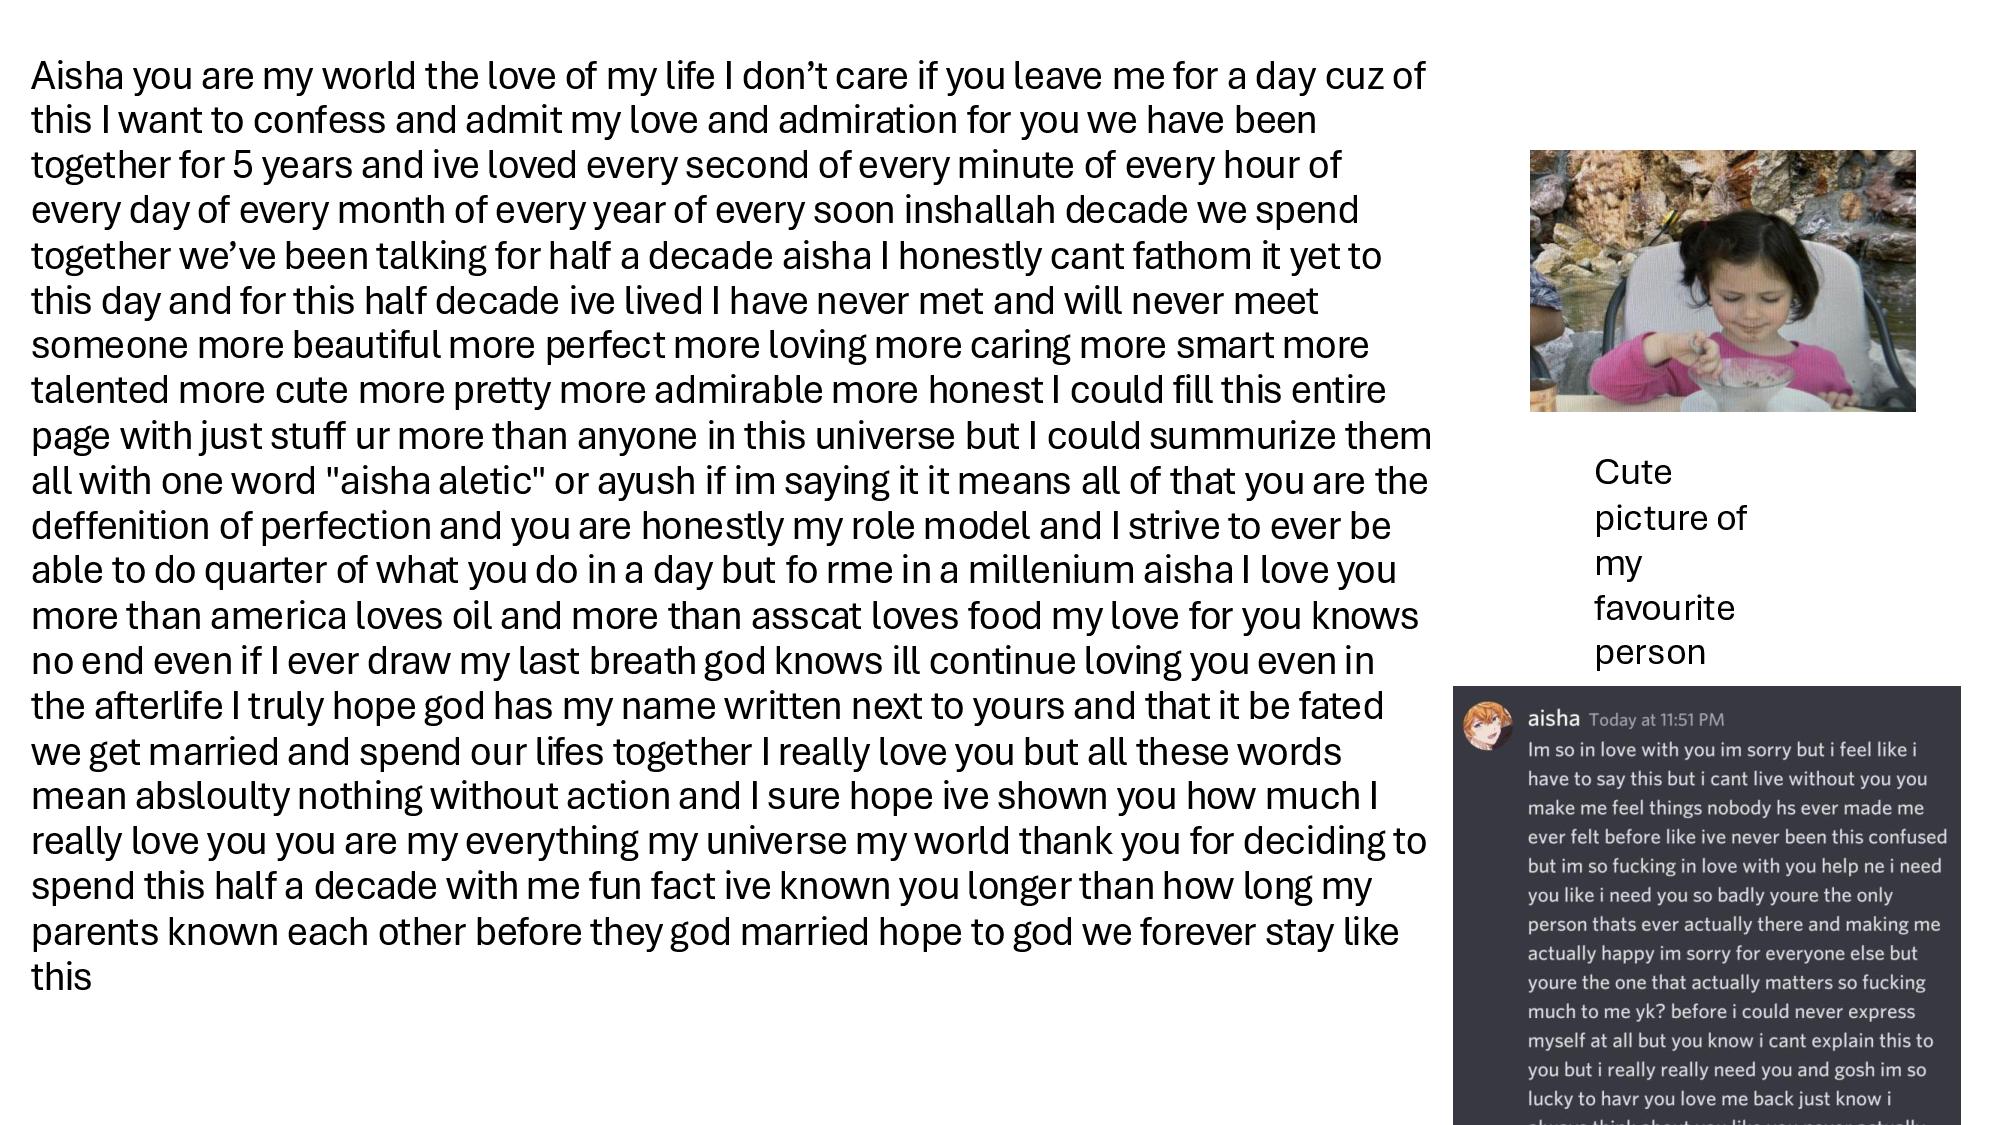 Aisha you are my world the love of my life I don’t care if you leave me for a day cuz of
this I want to confess and admit my love and admiration for you we have been
together for 5 years and ive loved every second of every minute of every hour of
every day of every month of every year of every soon inshallah decade we spend
together we’ve been talking for half a decade aisha I honestly cant fathom it yet to
this day and for this half decade ive lived I have never met and will never meet
someone more beautiful more perfect more loving more caring more smart more
talented more cute more pretty more admirable more honest I could fill this entire
page with just stuff ur more than anyone in this universe but I could summurize them
all with one word "aisha aletic" or ayush if im saying it it means all of that you are the
deffenition of perfection and you are honestly my role model and I strive to ever be
able to do quarter of what you do in a day but fo rme in a millenium aisha I love you
more than america loves oil and more than asscat loves food my love for you knows
no end even if I ever draw my last breath god knows ill continue loving you even in
the afterlife I truly hope god has my name written next to yours and that it be fated
we get married and spend our lifes together I really love you but all these words
mean absloulty nothing without action and I sure hope ive shown you how much I
really love you you are my everything my universe my world thank you for deciding to
spend this half a decade with me fun fact ive known you longer than how long my
parents known each other before they god married hope to god we forever stay like
this
Cute
picture of
my
favourite
person
aisha Today at 11:51 PM
Im so in love with you im sorry but i feel like i
have to say this but i cant live without you you
make me feel things nobody hs ever made me
ever felt before like ive never been this confused
but im so fucking in love with you help ne i need
you like i need you so badly youre the only
person thats ever actually there and making me
actually happy im sorry for everyone else but
youre the one that actually matters so fucking
much to me yk? before i could never express
myself at all but you know i cant explain this to
you but i really really need you and gosh im so
lucky to havr you love me back just know i